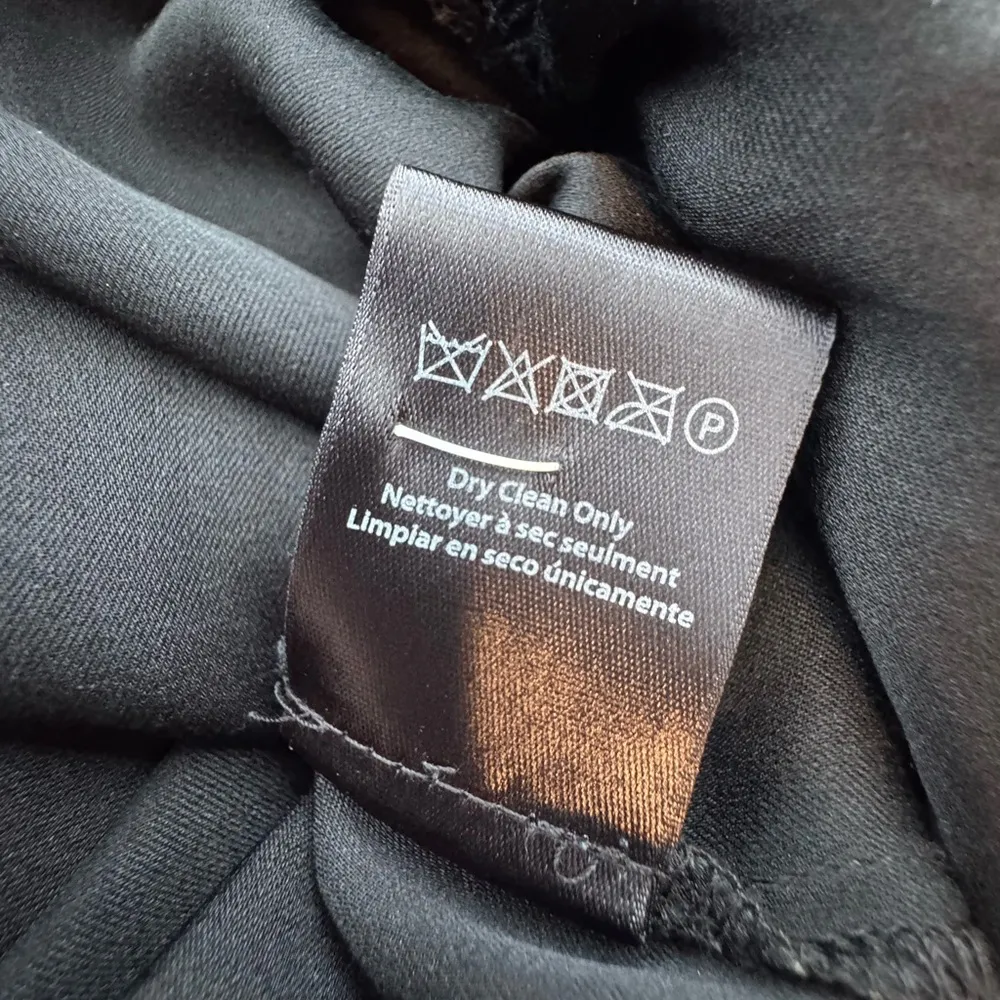 P
Dry Clean Only
Nettoyer à sec seulment
Limpiar en seco únicamente